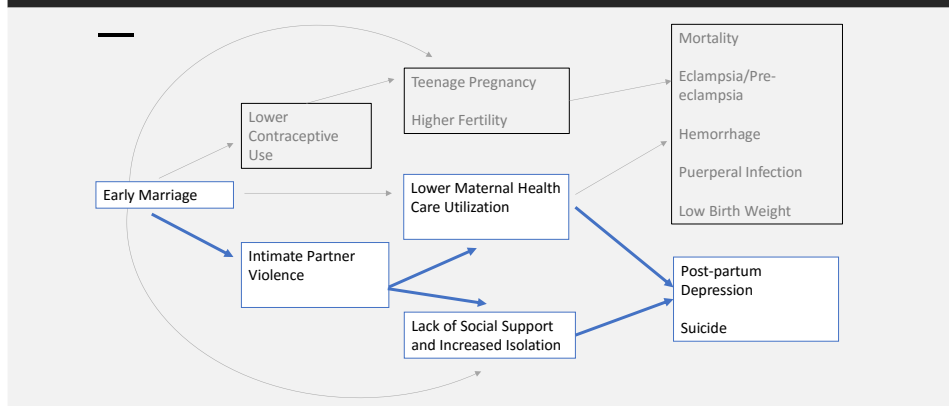 Mortality
Eclampsia/Pre-
eclampsia
Hemorrhage
Puerperal Infection
Low Birth Weight
Teenage Pregnancy
Higher Fertility
Lower
Contraceptive
Use
Early Marriage
Lower Maternal Health
Care Utilization
Intimate Partner
Violence
Lack of Social Support
and Increased Isolation
Post-partum
Depression
Suicide